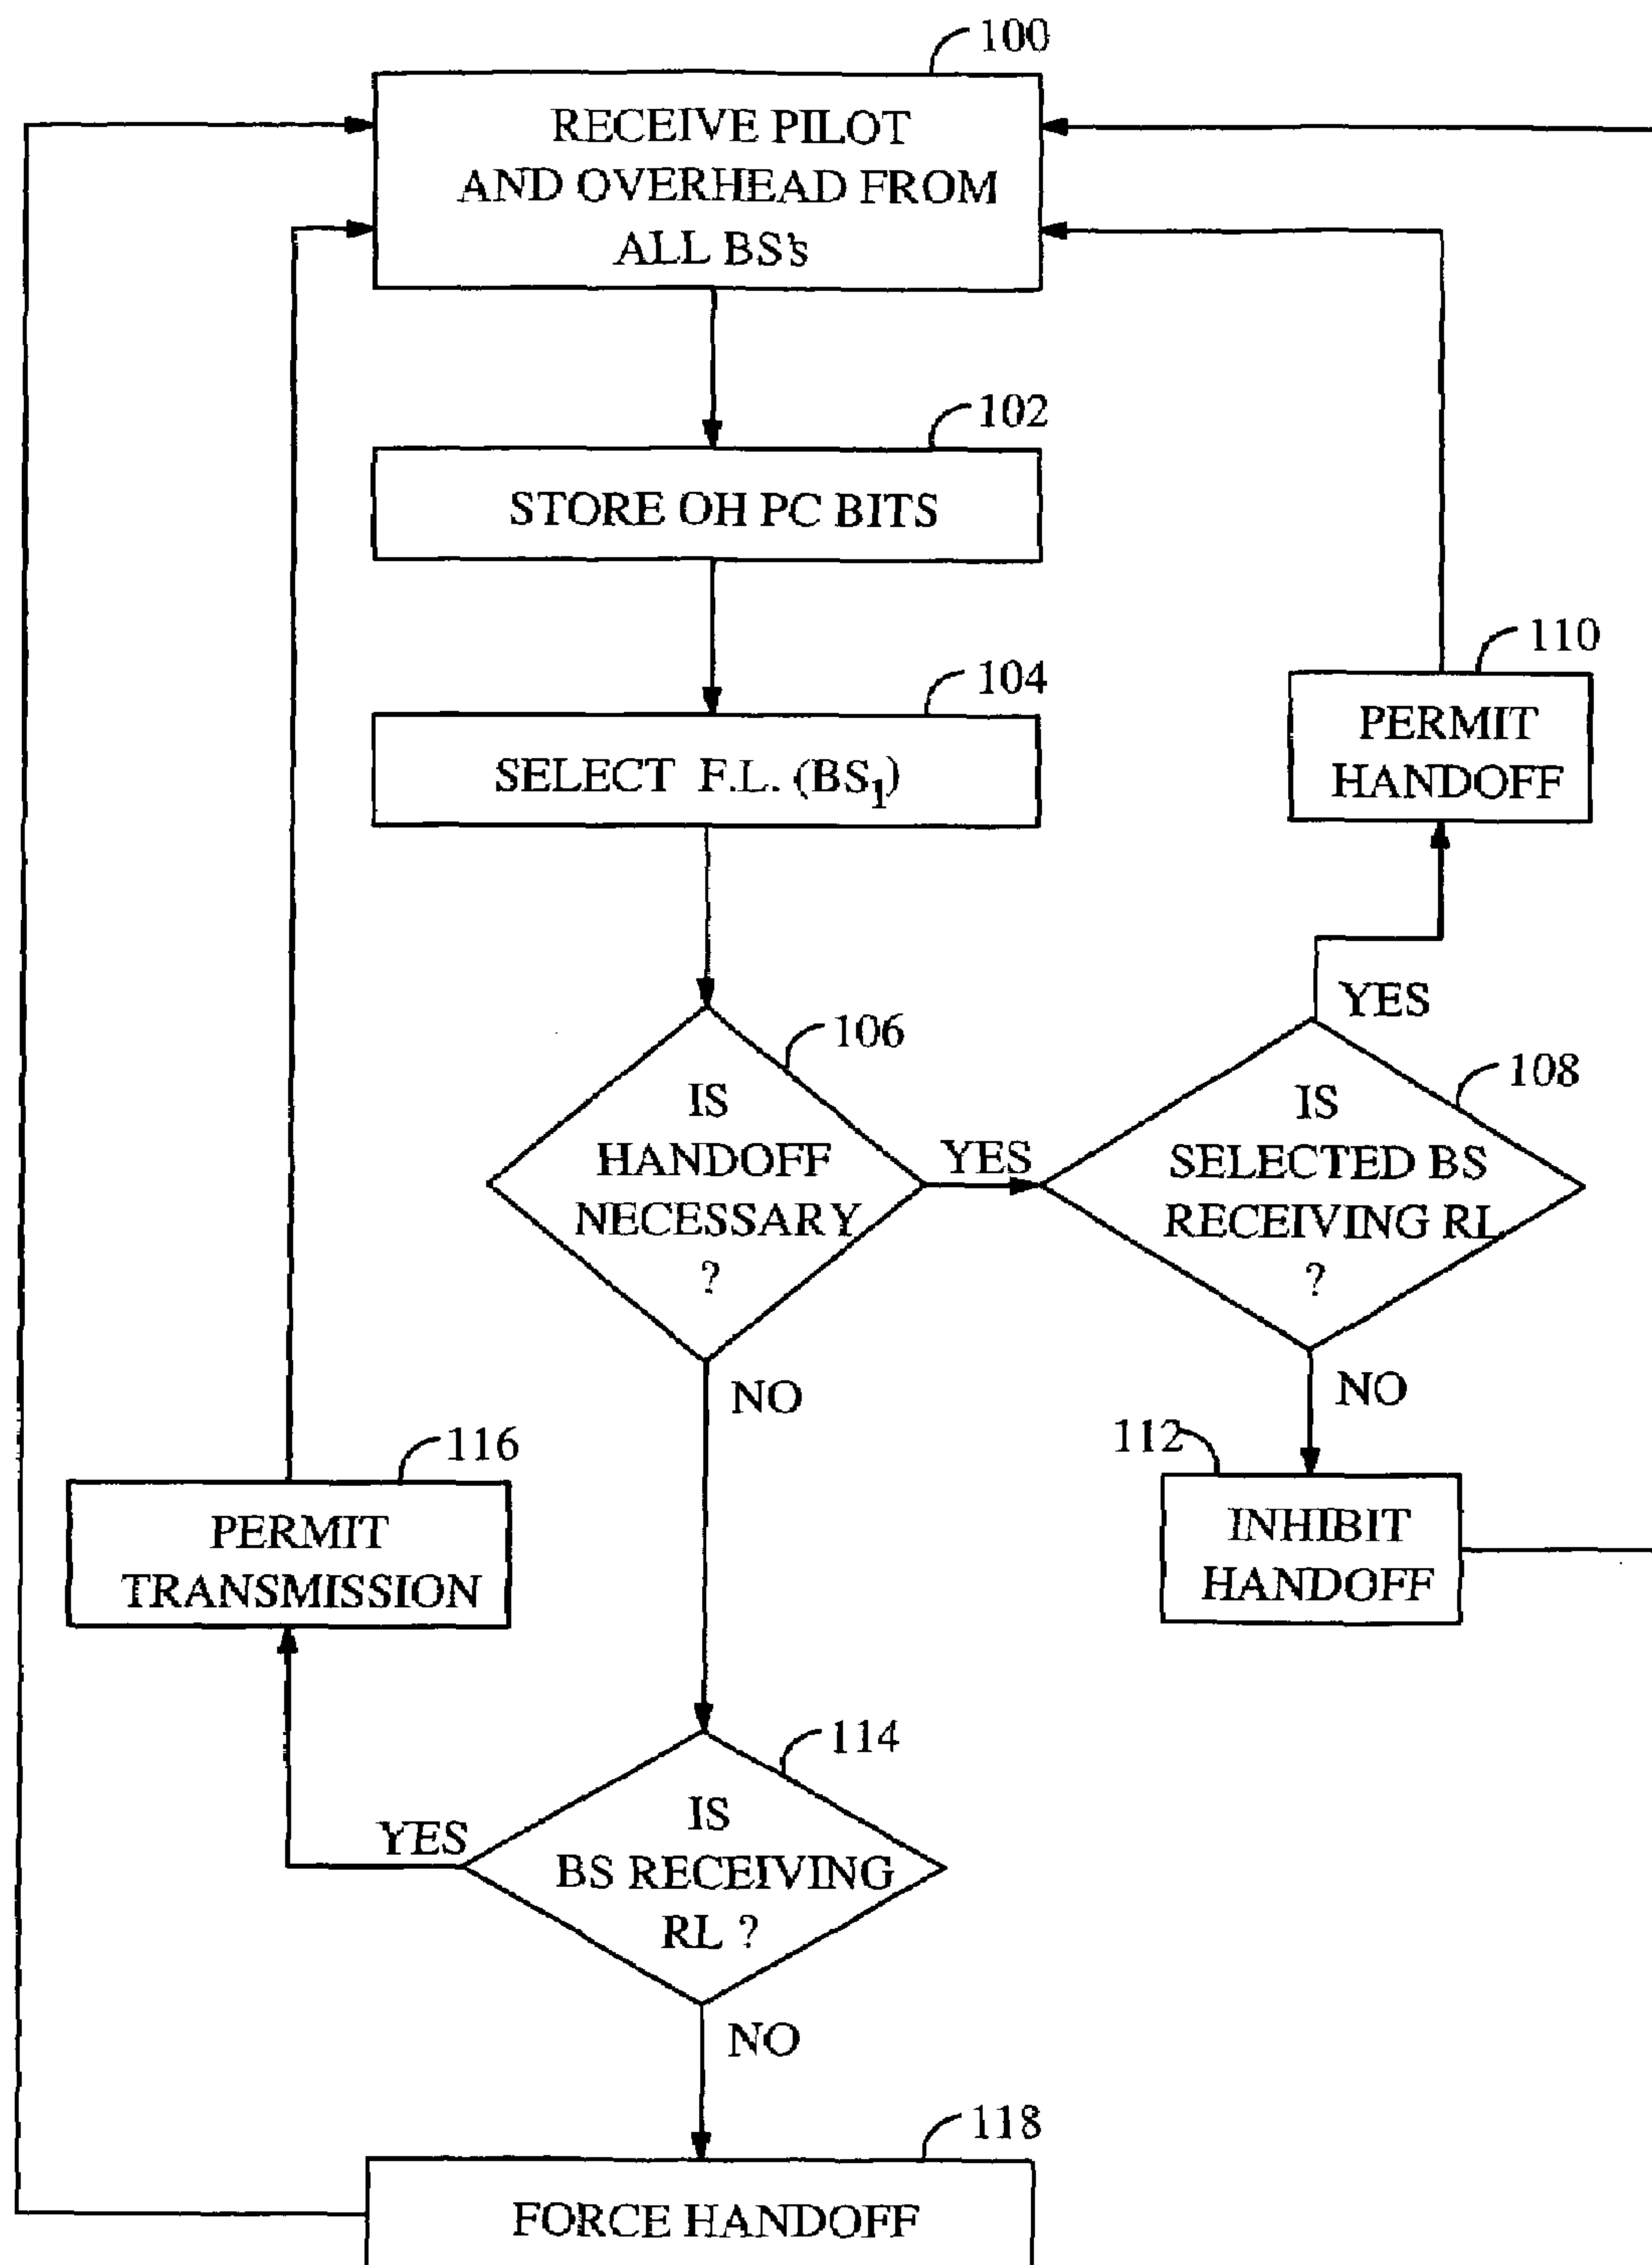 100
RECEIVE PILOT
AND OVERHEAD FROM
ALL BS's
102
STORE OH PC BITS
104
SELECT F.L. (BS₁)
110
PERMIT
HANDOFF
106
IS
HANDOFF
NECESSARY
?
YES
NO
YES
108
IS
SELECTED BS
RECEIVING RL
?
NO
112
INHIBIT
HANDOFF
116
PERMIT
TRANSMISSION
114
YES
IS
BS RECEIVING
RL ?
NO
118
FORCE HANDOFF